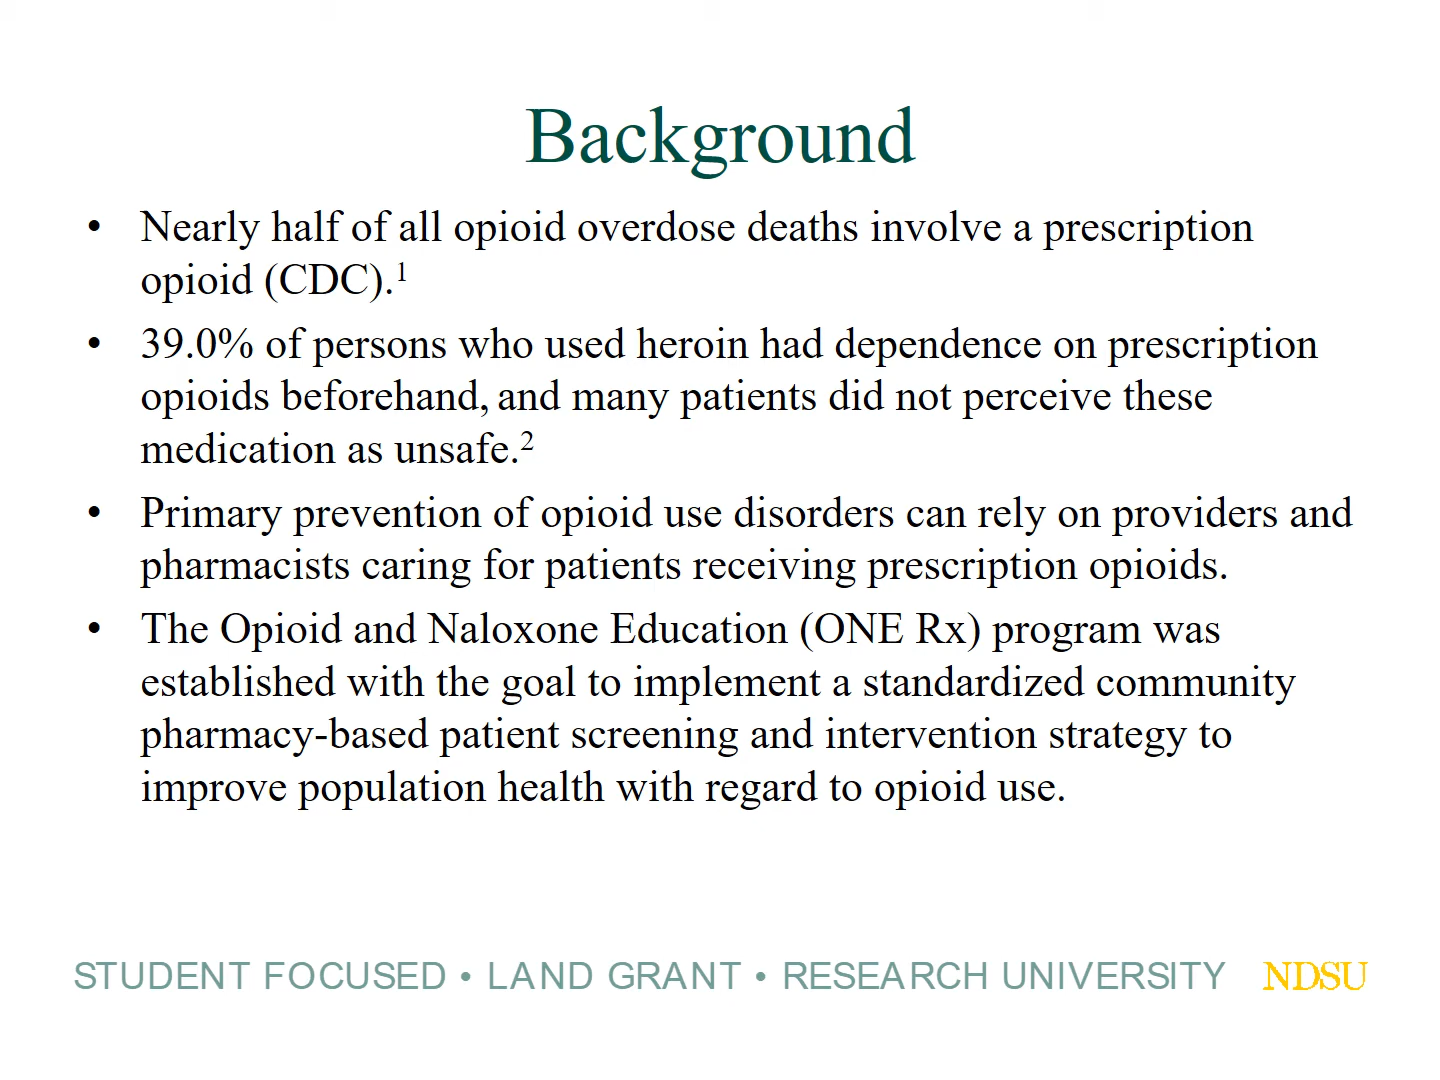 Background
• Nearly half of all opioid overdose deaths involve a prescription
opioid (CDC).¹
• 39.0% of persons who used heroin had dependence on prescription
opioids beforehand, and many patients did not perceive these
medication as unsafe.²
• Primary prevention of opioid use disorders can rely on providers and
pharmacists caring for patients receiving prescription opioids.
• The Opioid and Naloxone Education (ONE Rx) program was
established with the goal to implement a standardized community
pharmacy-based patient screening and intervention strategy to
improve population health with regard to opioid use.
STUDENT FOCUSED • LAND GRANT • RESEARCH UNIVERSITY NDSU